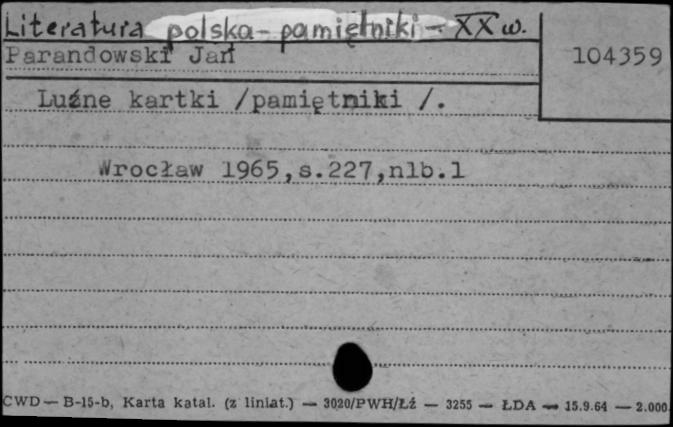 Literatura polska - pamiętniki - XX w.
Parandowski Jan
104359
Luźne kartki /pamiętniki /.
Wrocław 1965,s.227,nlb.l
CWD — B-15-b, Karta katal. (z liniat.) — 3020/PWH/Łź — 3255 — ŁDA — 15.9.64 — 2.000